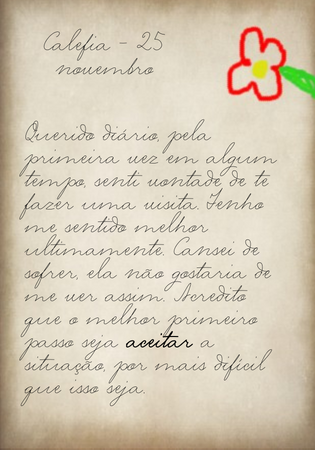 Calefia - 25
novembro
Querido diário, pela
primeira vez em algum
tempo, senti vontade de te
fazer uma visita. Tenho
me sentido melhor
ultimamente. Cansei de
sofrer, ela não gostaria de
me ver assim. Acredito
que o melhor primeiro
passo seja aceitar a
situação, por mais difícil
que isso seja.